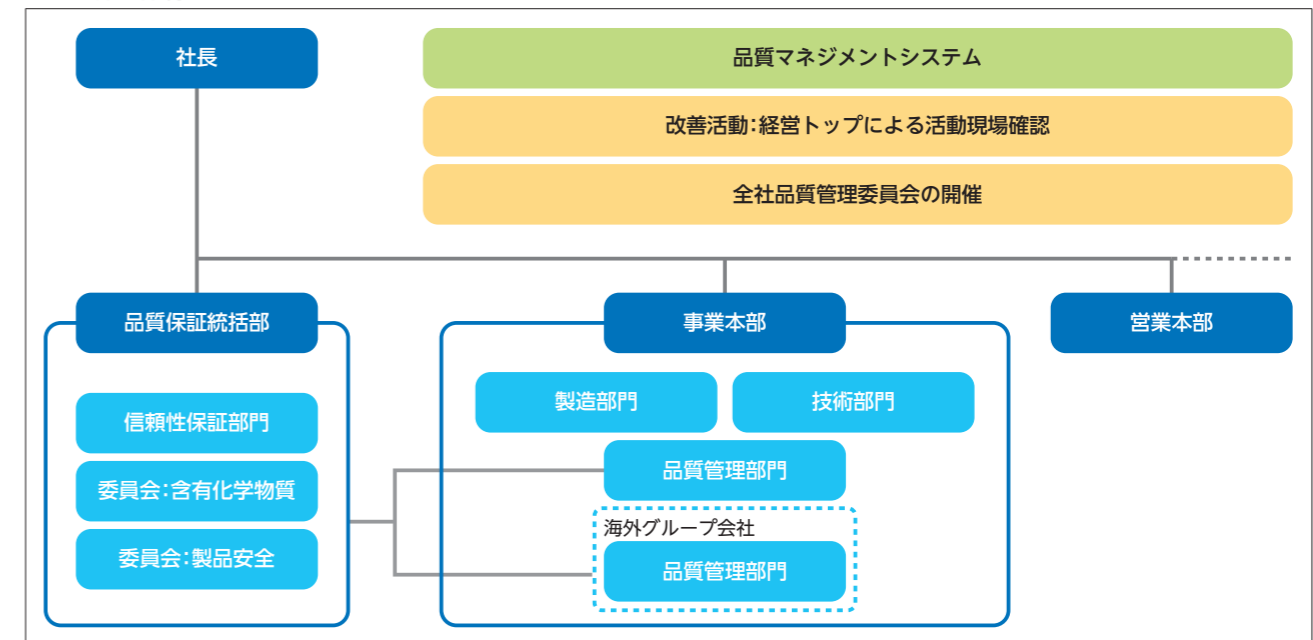 社長
品質マネジメントシステム
改善活動:経営トップによる活動現場確認
全社品質管理委員会の開催
品質保証統括部
事業本部
営業本部
信頼性保証部門
委員会:含有化学物質
委員会:製品安全
製造部門
技術部門
品質管理部門
海外グループ会社
品質管理部門